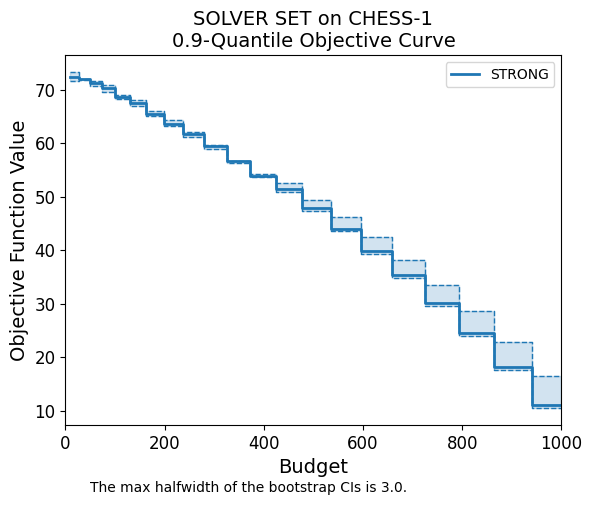 SOLVER SET on CHESS-1
0.9-Quantile Objective Curve
STRONG
Objective Function Value
70
60
50
40
30
20
10
0 200 400 600 800 1000
Budget
The max halfwidth of the bootstrap CIs is 3.0.